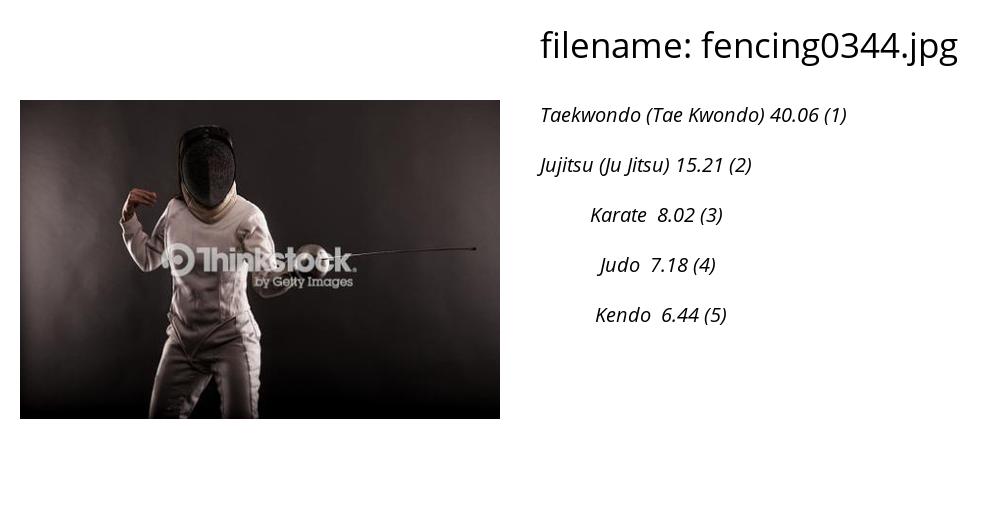 filename: fencing0344.jpg
Taekwondo (Tae Kwondo) 40.06 (1)
Jujitsu (Ju Jitsu) 15.21 (2)
Karate 8.02 (3)
Judo 7.18 (4)
Kendo 6.44 (5)
Thinkstock.
by Getty Images